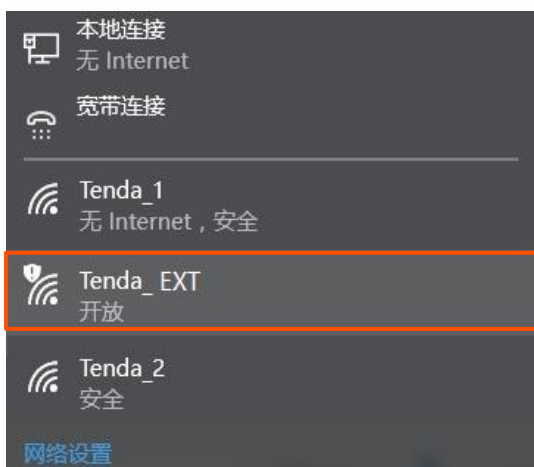 本地连接
无 Internet
宽带连接
Tenda_1
无 Internet，安全
Tenda_ EXT
开放
Tenda_2
安全
网络设置